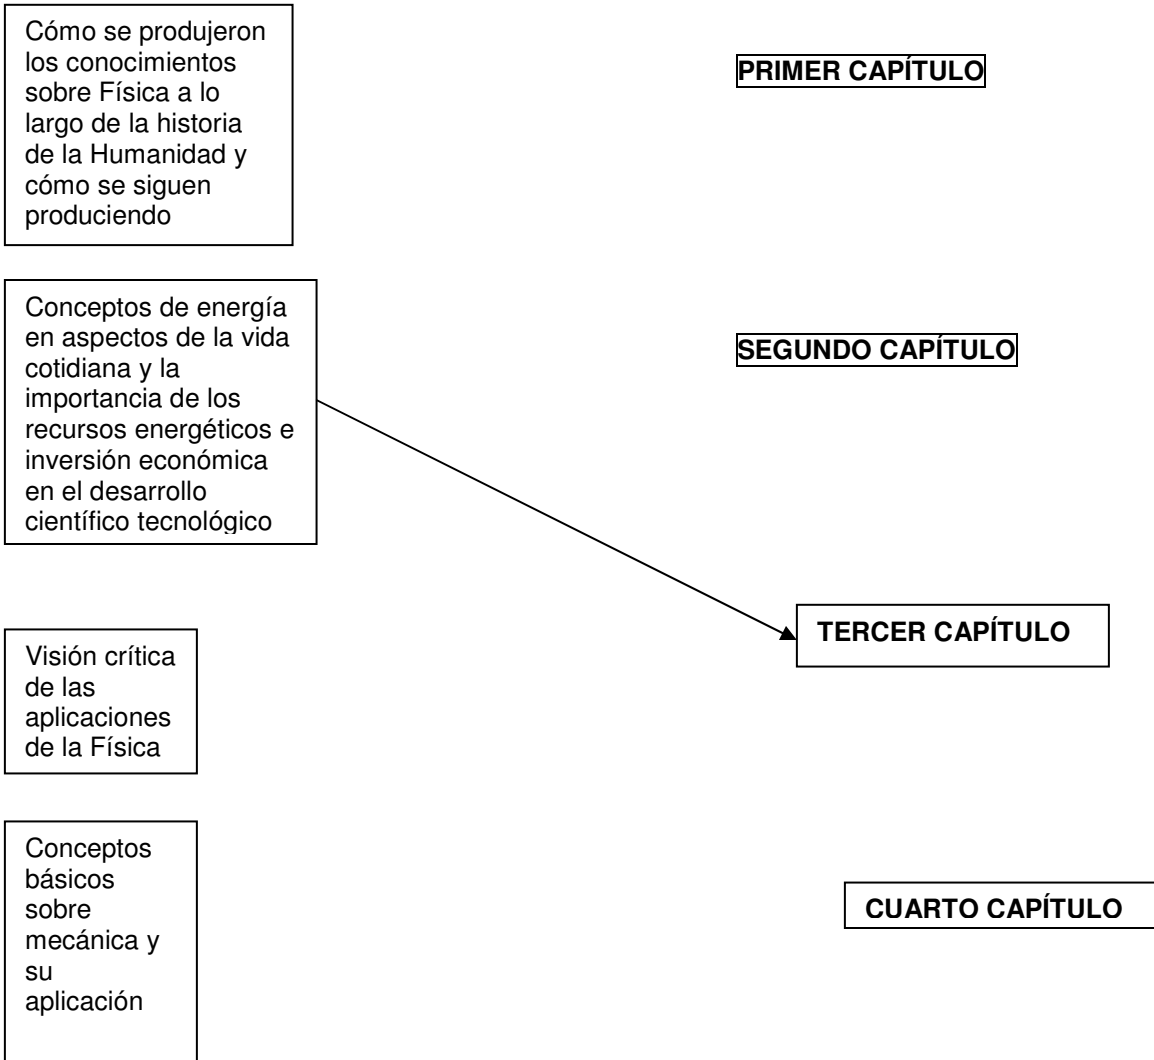 Cómo se produjeron
los conocimientos
sobre Física a lo
largo de la historia
de la Humanidad y
cómo se siguen
produciendo
PRIMER CAPÍTULO
Conceptos de energía
en aspectos de la vida
cotidiana y la
importancia de los
recursos energéticos e
inversión económica
en el desarrollo
científico tecnológico
SEGUNDO CAPÍTULO
TERCER CAPÍTULO
Visión crítica
de las
aplicaciones
de la Física
Conceptos
básicos
sobre
mecánica y
su
aplicación
CUARTO CAPÍTULO